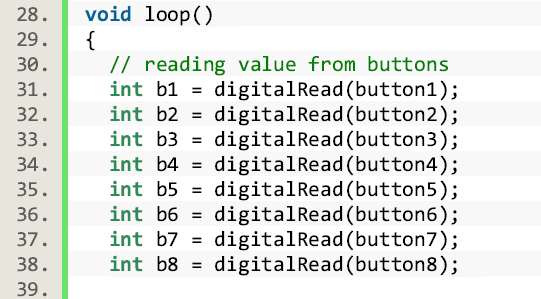 28. void loop()
29. {
30. // reading value from buttons
31. int b1 = digitalRead(button1);
32. int b2 = digitalRead(button2);
33. int b3 = digitalRead(button3);
34. int b4 = digitalRead(button4);
35. int b5 = digitalRead(button5);
36. int b6 = digitalRead(button6);
37. int b7 = digitalRead(button7);
38. int b8 = digitalRead(button8);
39.